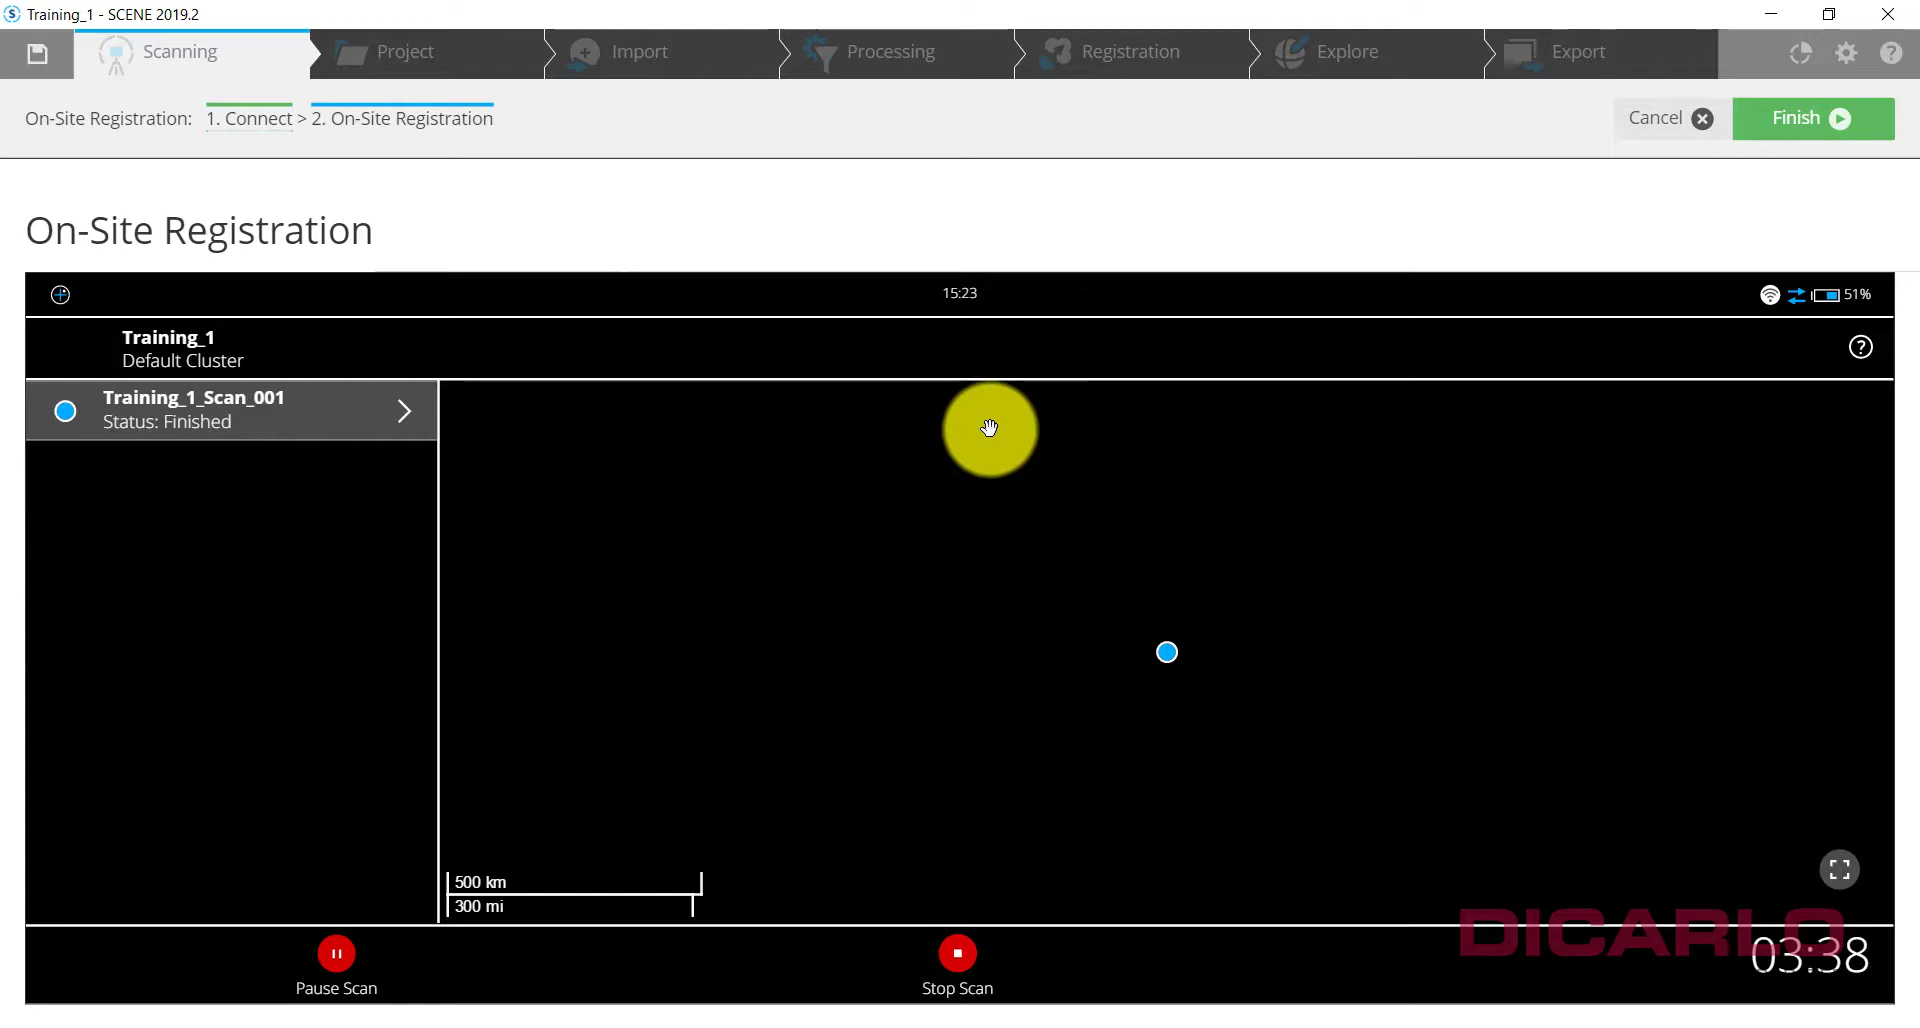 Training_1 - SCENE 2019.2
Scanning
Project
Import
Processing
Registration
Explore
Export
On-Site Registration: 1. Connect > 2. On-Site Registration
Cancel
Finish
On-Site Registration
15:23
51%
Training_1
Default Cluster
Training_1_Scan_001
Status: Finished
500 km
300 mi
DICARLO
Pause Scan
Stop Scan
03:38